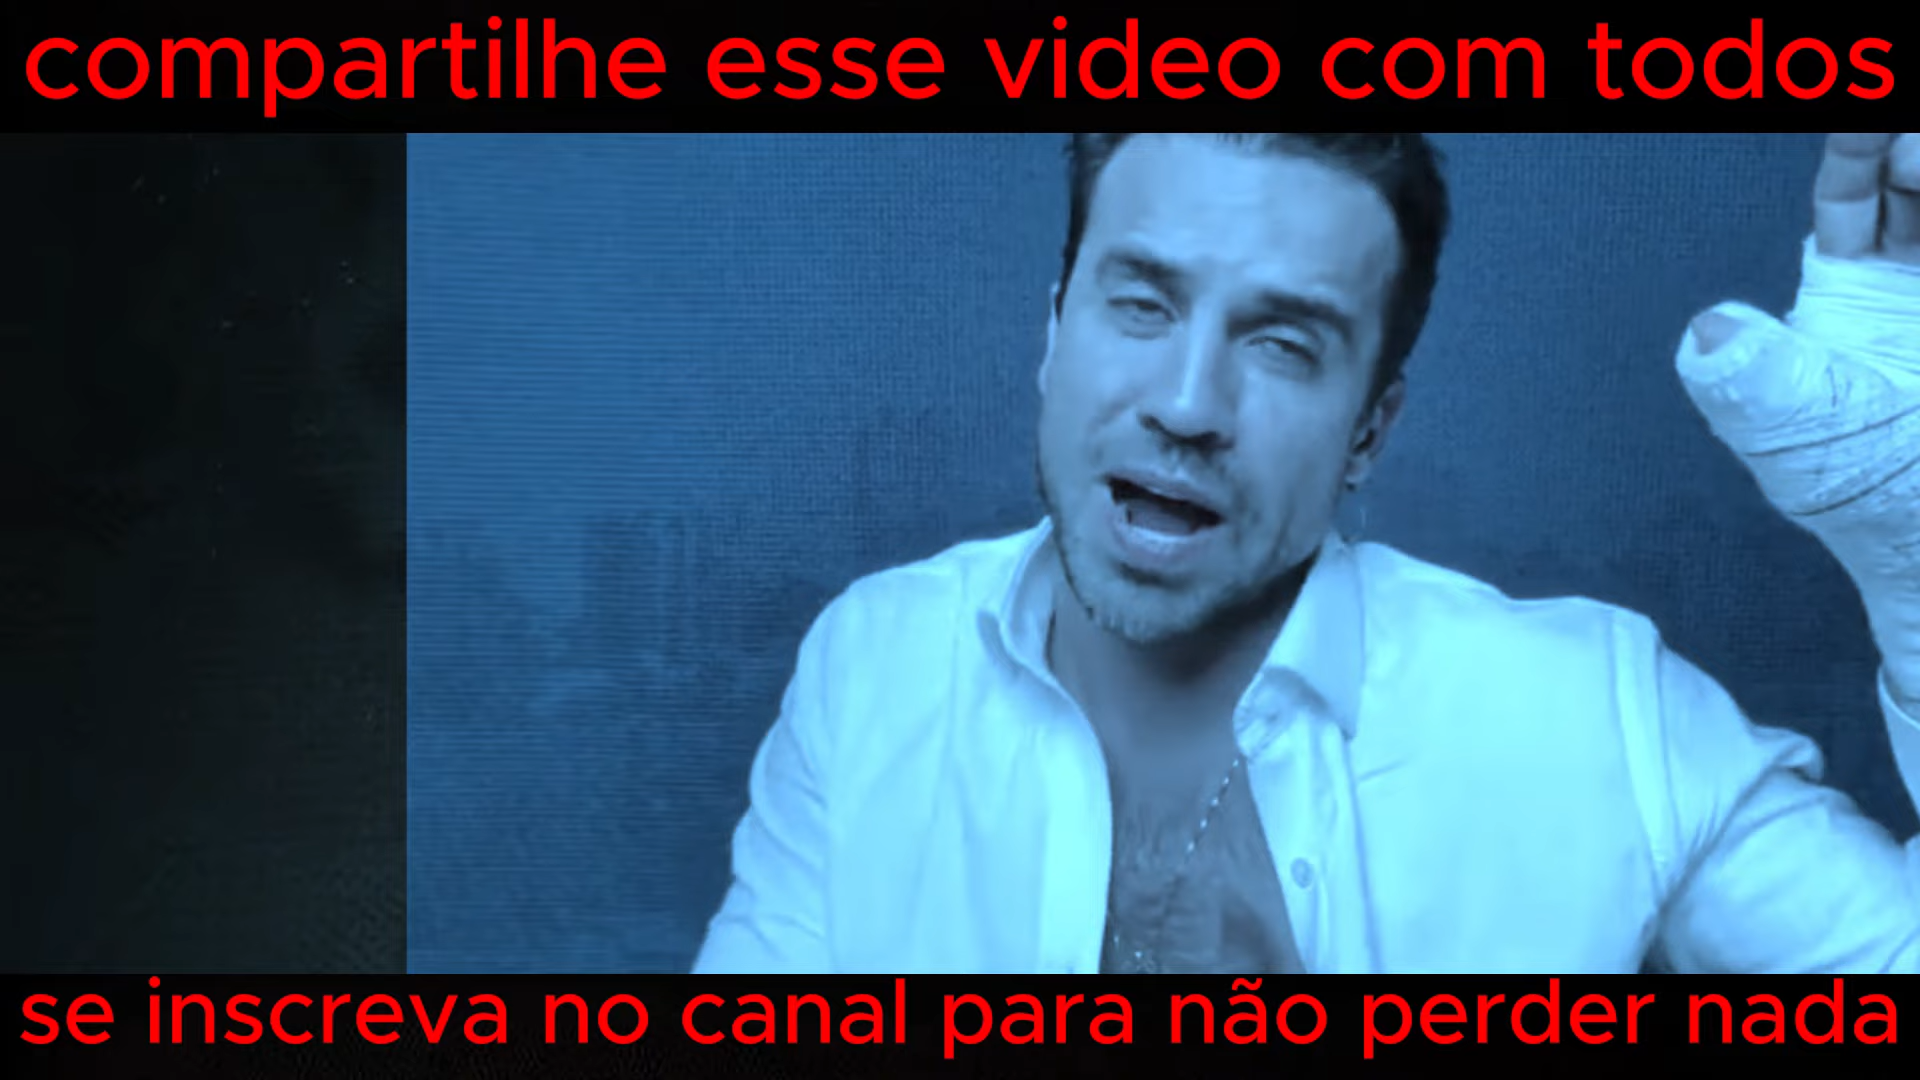 compartilhe esse video com todos
se inscreva no canal para não perder nada